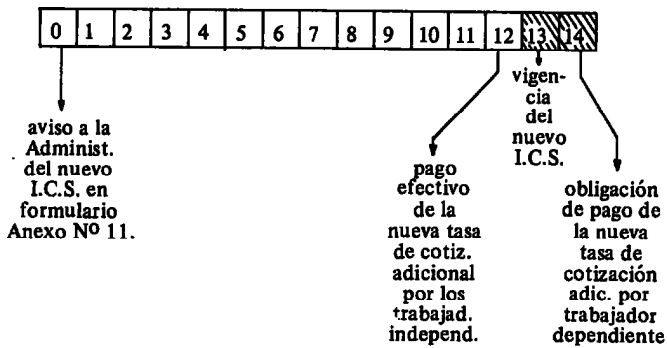 0 1 2 3 4 5 6 7 8 9 10 11 12 13 14
aviso a la
Administ.
del nuevo
I.C.S. en
formulario
Anexo Nº 11.
pago
efectivo
de la
nueva tasa
de cotiz.
adicional
por los
trabajad.
independ.
vigen-
cia
del
nuevo
I.C.S.
obligación
de pago de
la nueva
tasa de
cotización
adic. por
trabajador
dependiente